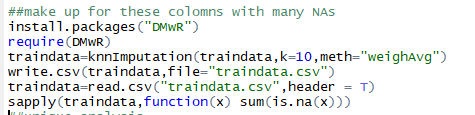 ##make up for these colomns with many NAs
install.packages("DMwR")
require(DMwR)
traindata=knnImputation(traindata,k=10,meth="weighAvg")
write.csv(traindata,file="traindata.csv")
traindata=read.csv("traindata.csv",header = T)
sapply(traindata,function(x) sum(is.na(x)))